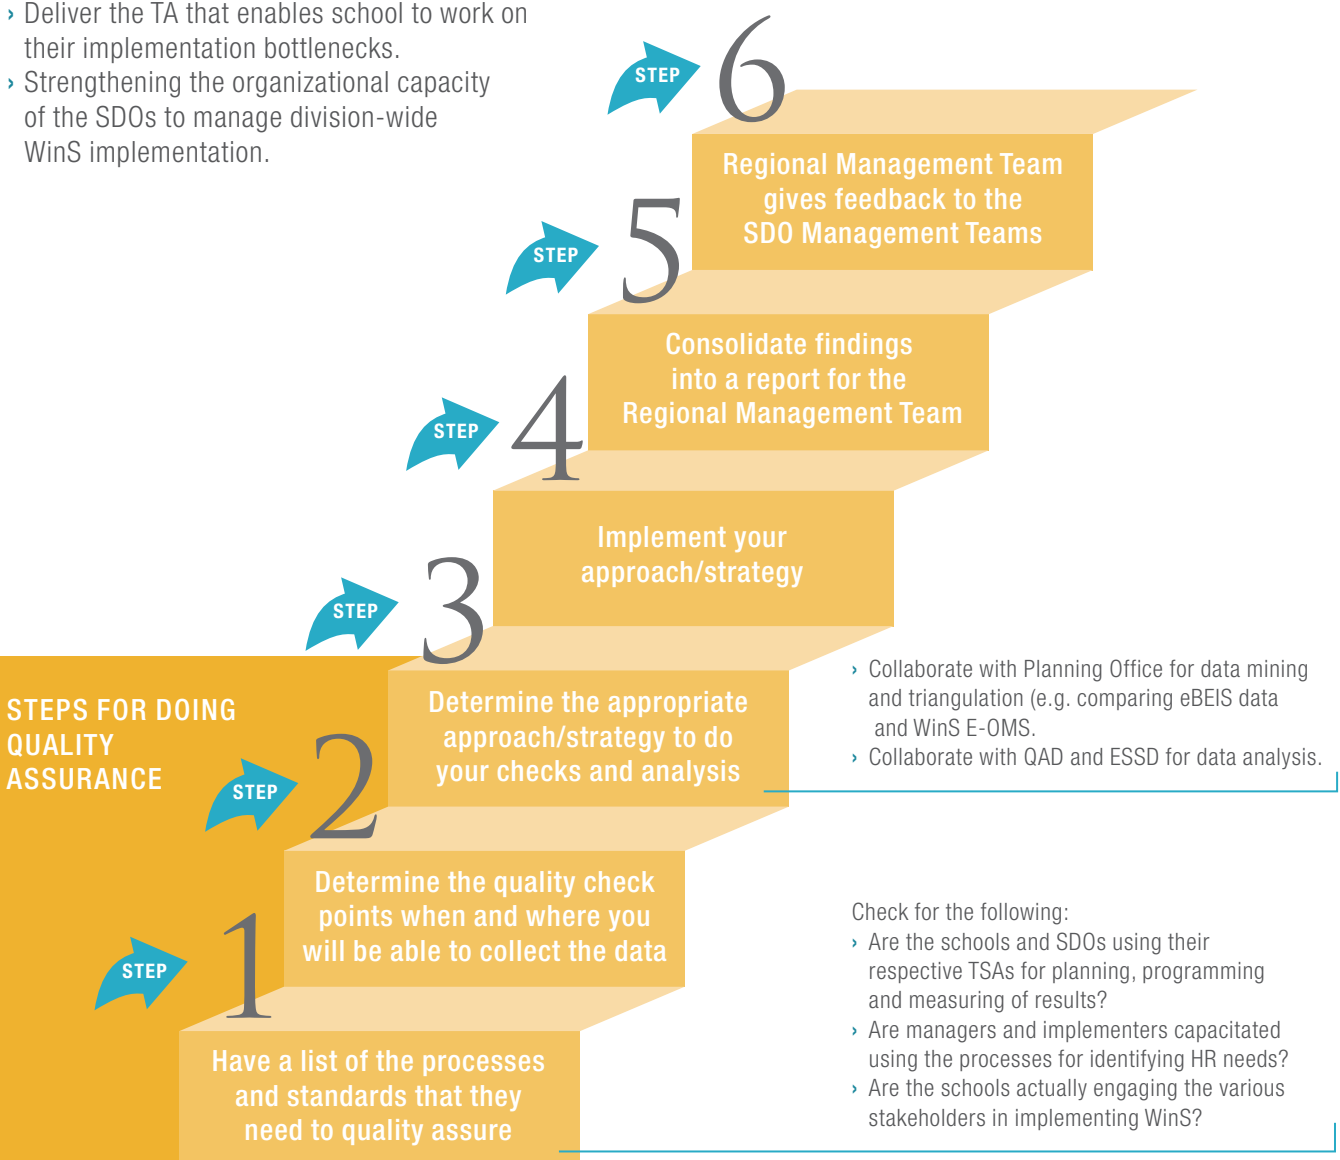 › Deliver the TA that enables school to work on
their implementation bottlenecks.
› Strengthening the organizational capacity
of the SDOs to manage division-wide
WinS implementation.
STEP 6
Regional Management Team
gives feedback to the
SDO Management Teams
STEP 5
Consolidate findings
into a report for the
Regional Management Team
STEP 4
Implement your
approach/strategy
STEP 3
Determine the appropriate
approach/strategy to do
your checks and analysis
› Collaborate with Planning Office for data mining
and triangulation (e.g. comparing eBEIS data
and WinS E-OMS.
› Collaborate with QAD and ESSD for data analysis.
STEPS FOR DOING
QUALITY
ASSURANCE
STEP 2
Determine the quality check
points when and where you
will be able to collect the data
STEP 1
Have a list of the processes
and standards that they
need to quality assure
Check for the following:
› Are the schools and SDOs using their
respective TSAs for planning, programming
and measuring of results?
› Are managers and implementers capacitated
using the processes for identifying HR needs?
› Are the schools actually engaging the various
stakeholders in implementing WinS?